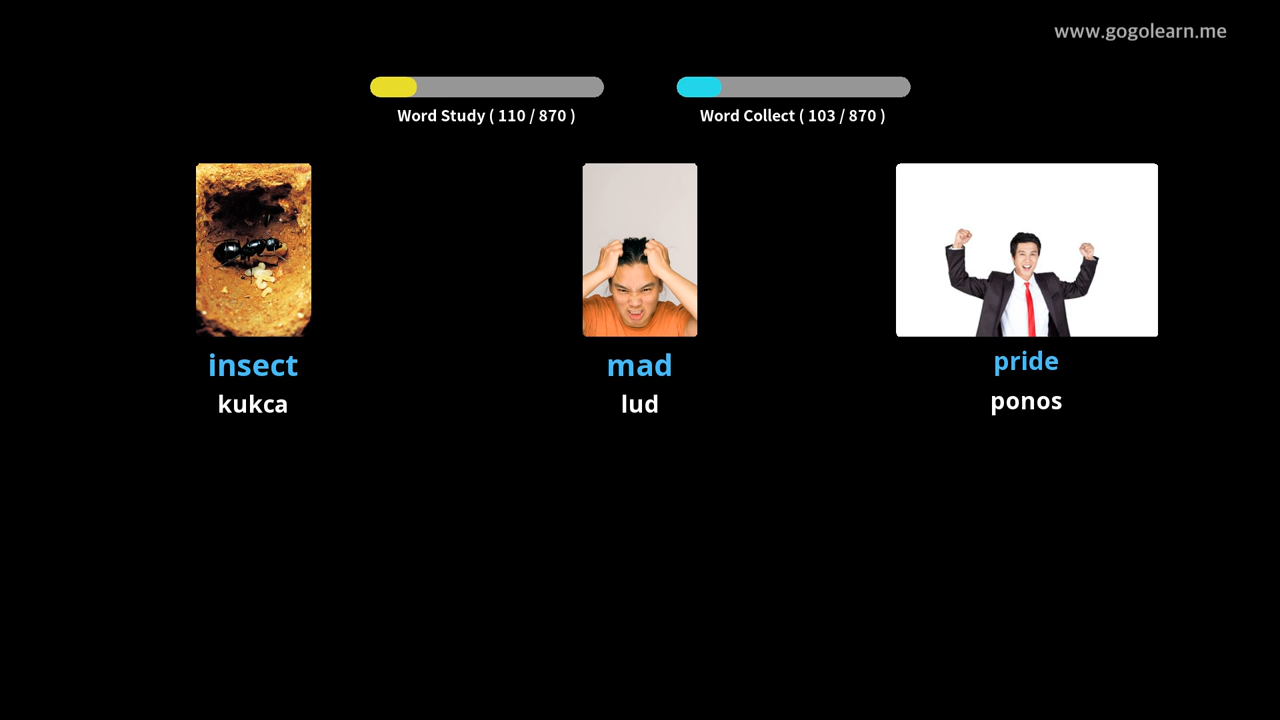 www.gogolearn.me
Word Study ( 110 / 870 )
Word Collect ( 103 / 870 )
insect
mad
pride
kukca
lud
ponos